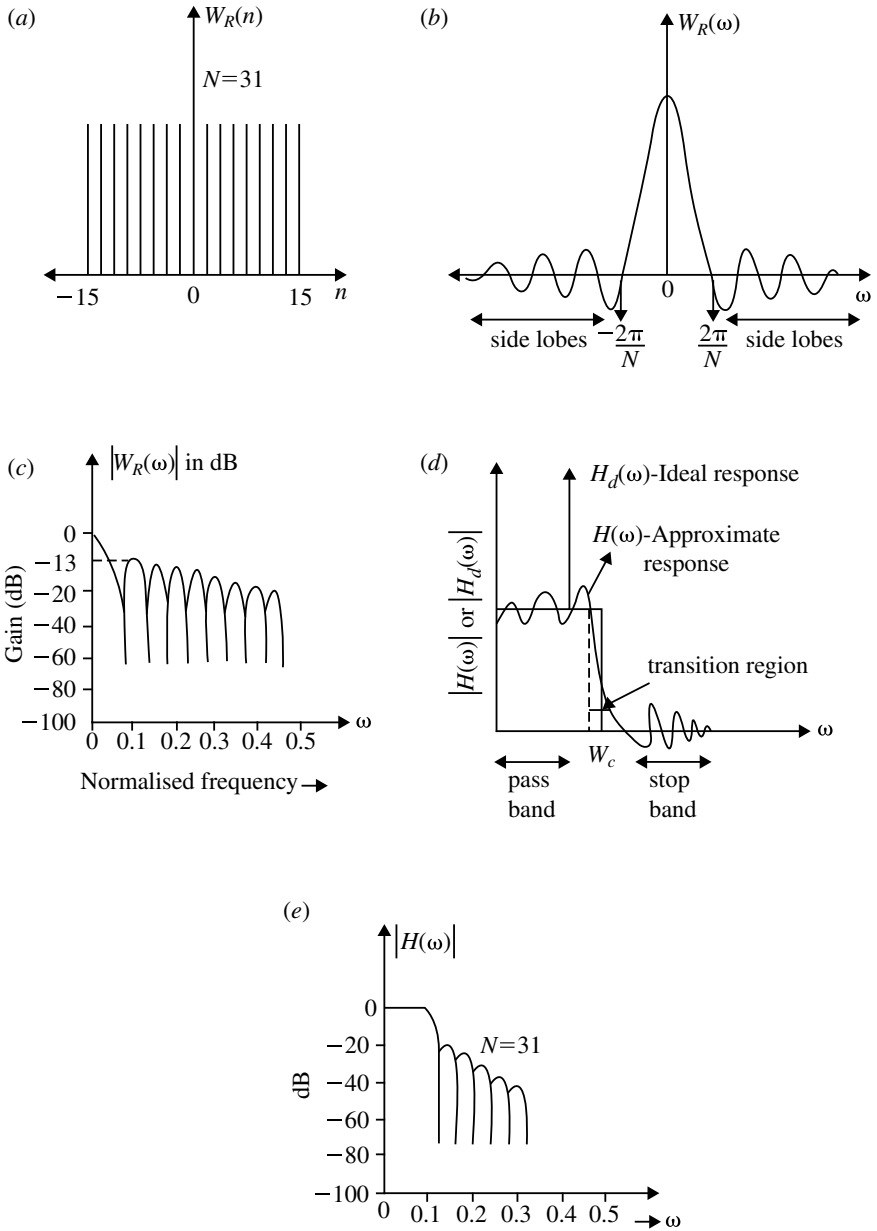 (a)
W_R(n)
N=31
−15
0
15
n
(b)
W_R(ω)
0
ω
side lobes
−2π/N
2π/N
side lobes
(c)
|W_R(ω)| in dB
Gain (dB)
0
−13
−20
−40
−60
−80
−100
0
0.1
0.2
0.3
0.4
0.5
ω
Normalised frequency
(d)
|H(ω)| or |H_d(ω)|
H_d(ω)-Ideal response
H(ω)-Approximate
response
transition region
ω
W_c
pass
band
stop
band
(e)
|H(ω)|
dB
0
−20
N=31
−40
−60
−80
−100
0
0.1
0.2
0.3
0.4
0.5
ω